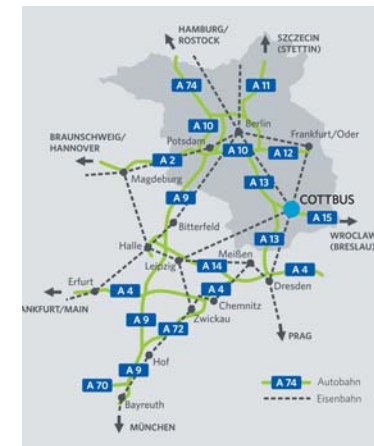 HAMBURG/
ROSTOCK
SZCZECIN
(STETTIN)
A 74
A 11
A 10
Berlin
Potsdam
Frankfurt/Oder
BRAUNSCHWEIG/
HANNOVER
A 2
A 10
A 12
Magdeburg
A 13
A 9
COTTBUS
A 15
Bitterfeld
WROCLAW
(BRESLAU)
Halle
A 13
Meißen
Leipzig
A 14
A 4
Erfurt
Dresden
A 4
A 4
RANKFURT/MAIN
Chemnitz
A 9
A 72
Zwickau
PRAG
Hof
A 9
A 70
A 74 Autobahn
Eisenbahn
Bayreuth
MÜNCHEN